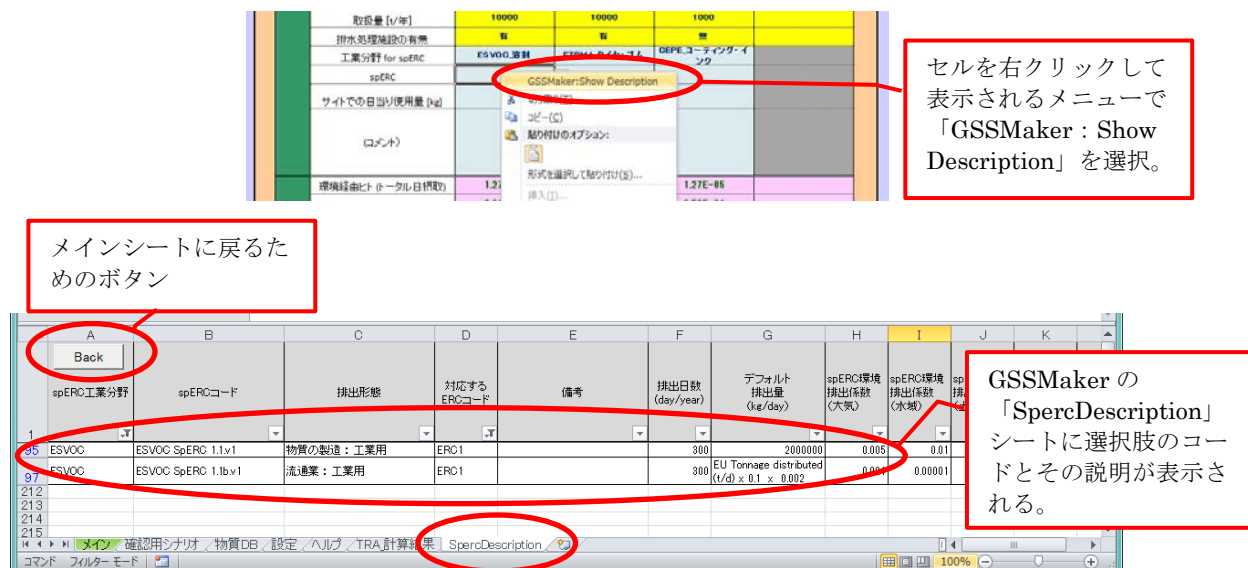 取扱量 [t/年] 10000 10000 1000
排水処理施設の有無 有 有 無
工業分野 for spERC ESVOC_溶剤 CEPE_コーティング・インク
spERC
GSSMaker:Show Description
サイトでの日当り使用量 [kg]
コピー(C)
貼り付けのオプション:
コメント)
形式を選択して貼り付け(S)...
環境経由ヒト (トータル日摂取) 1.27 1.27E-05
挿入(I)...
セルを右クリックして
表示されるメニューで
「GSSMaker：Show
Description」を選択。
メインシートに戻るた
めのボタン
A B C D E F G H I J K
Back
spERC工業分野 spERCコード 排出形態 対応するERCコード 備考 排出日数 (day/year) デフォルト排出量 (kg/day) spERC環境排出係数 (大気) spERC環境排出係数 (水域) sp
1
95 ESVOC ESVOC SpERC 1.1.v1 物質の製造：工業用 ERC1 300 2000000 0.005 0.01
97 ESVOC ESVOC SpERC 1.1b.v1 流通業：工業用 ERC1 300 EU Tonnage distributed (t/d) x 0.1 x 0.002 0.001 0.00001
212
213
214
215
GSSMaker の
「SpercDescription」
シートに選択肢のコー
ドとその説明が表示さ
れる。
メイン 確認用シナリオ 物質DB 設定 ヘルプ TRA_計算結果 SpercDescription
コマンド フィルター モード 100%